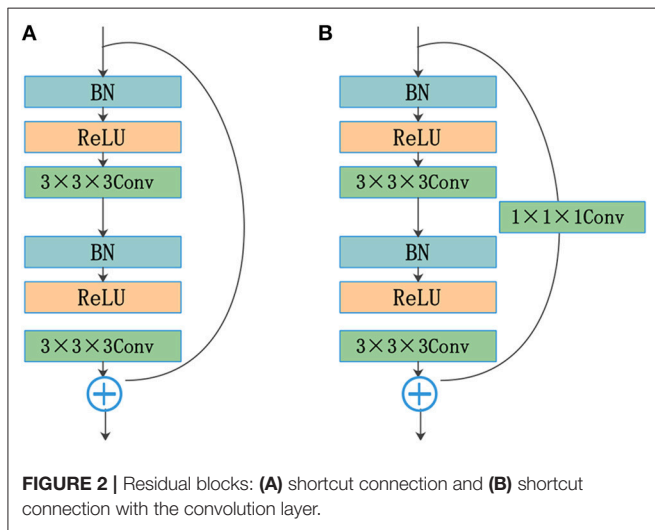 A
BN
ReLU
3×3×3Conv
BN
ReLU
3×3×3Conv
B
BN
ReLU
3×3×3Conv
1×1×1Conv
BN
ReLU
3×3×3Conv
FIGURE 2 | Residual blocks: (A) shortcut connection and (B) shortcut
connection with the convolution layer.